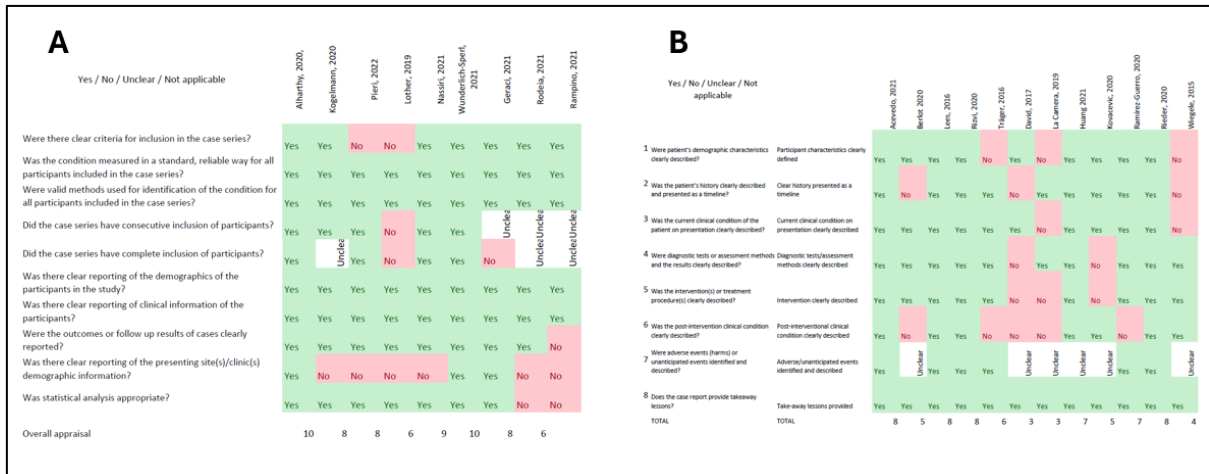 A
Yes / No / Unclear / Not applicable
Alharthy, 2020,
Kogelmann, 2020
Pieri, 2022
Lother, 2019
Nassiri, 2021
Wunderlich-Sperl,
2021
Geraci, 2021
Rodeia, 2021
Rampino, 2021
Were there clear criteria for inclusion in the case series? Yes Yes No No Yes Yes Yes Yes Yes
Was the condition measured in a standard, reliable way for all
participants included in the case series? Yes Yes Yes Yes Yes Yes Yes Yes Yes
Were valid methods used for identification of the condition for
all participants included in the case series? Yes Yes Yes Yes Yes Yes Yes Yes Yes
Did the case series have consecutive inclusion of participants? Yes Yes Yes No Yes Yes Unclea Unclea Unclea
Did the case series have complete inclusion of participants? Yes Unclea Yes No Yes Yes No Unclea Unclea
Was there clear reporting of the demographics of the
participants in the study? Yes Yes Yes Yes Yes Yes Yes Yes Yes
Was there clear reporting of clinical information of the
participants? Yes Yes Yes Yes Yes Yes Yes Yes Yes
Were the outcomes or follow up results of cases clearly
reported? Yes Yes Yes Yes Yes Yes Yes Yes No
Was there clear reporting of the presenting site(s)/clinic(s)
demographic information? Yes No No No No Yes Yes No No
Was statistical analysis appropriate? Yes Yes Yes Yes Yes Yes Yes No No
Overall appraisal 10 8 8 6 9 10 8 6
B
Yes / No / Unclear / Not
applicable
Acevedo, 2021
Berlot 2020
Lees, 2016
Rizvi, 2020
Träger, 2016
David, 2017
La Camera, 2019
Huang 2021
Kovacevic, 2020
Ramírez-Guerro, 2020
Rieder, 2020
Wiegele, 2015
1 Were patient's demographic characteristics
clearly described?
Participant characteristics clearly
defined
Yes Yes Yes Yes No Yes No Yes Yes Yes Yes No
2 Was the patient's history clearly described
and presented as a timeline?
Clear history presented as a
timeline
Yes No Yes Yes Yes No Yes Yes Yes Yes Yes No
3 Was the current clinical condition of the
patient on presentation clearly described?
Current clinical condition on
presentation clearly described
Yes Yes Yes Yes Yes Yes No Yes Yes Yes Yes No
4 Were diagnostic tests or assessment methods
and the results clearly described?
Diagnostic tests/assessment
methods clearly described
Yes Yes Yes Yes Yes No Yes Yes No Yes Yes Yes
5 Was the intervention(s) or treatment
procedure(s) clearly described?
Intervention clearly described
Yes Yes Yes Yes Yes No No Yes No Yes Yes Yes
6 Was the post-intervention clinical condition
clearly described?
Post-interventional clinical
condition clearly described
Yes No Yes Yes No No No Yes Yes No Yes Yes
7 Were adverse events (harms) or
unanticipated events identified and
described?
Adverse/unanticipated events
identified and described
Yes Unclear Yes Yes Yes Unclear Unclear Unclear Unclear Yes Yes Unclear
8 Does the case report provide takeaway
lessons?
Take-away lessons provided
Yes Yes Yes Yes Yes Yes Yes Yes Yes Yes Yes Yes
TOTAL TOTAL 8 5 8 8 6 3 3 7 5 7 8 4